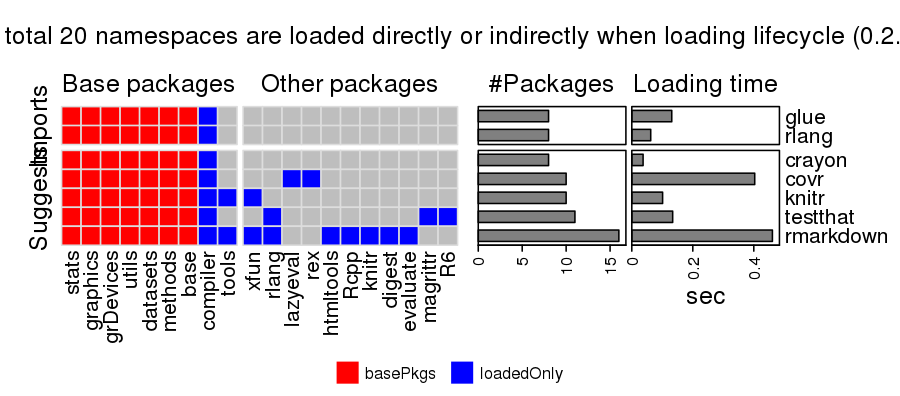 total 20 namespaces are loaded directly or indirectly when loading lifecycle (0.2.
Base packages
Other packages
#Packages
Loading time
Imports
Suggests
glue
rlang
crayon
covr
knitr
testthat
rmarkdown
stats
graphics
grDevices
utils
datasets
methods
base
compiler
tools
xfun
rlang
lazyeval
rex
htmltools
Rcpp
knitr
digest
evaluate
magrittr
R6
0
5
10
15
0
0.2
0.4
sec
basePkgs
loadedOnly